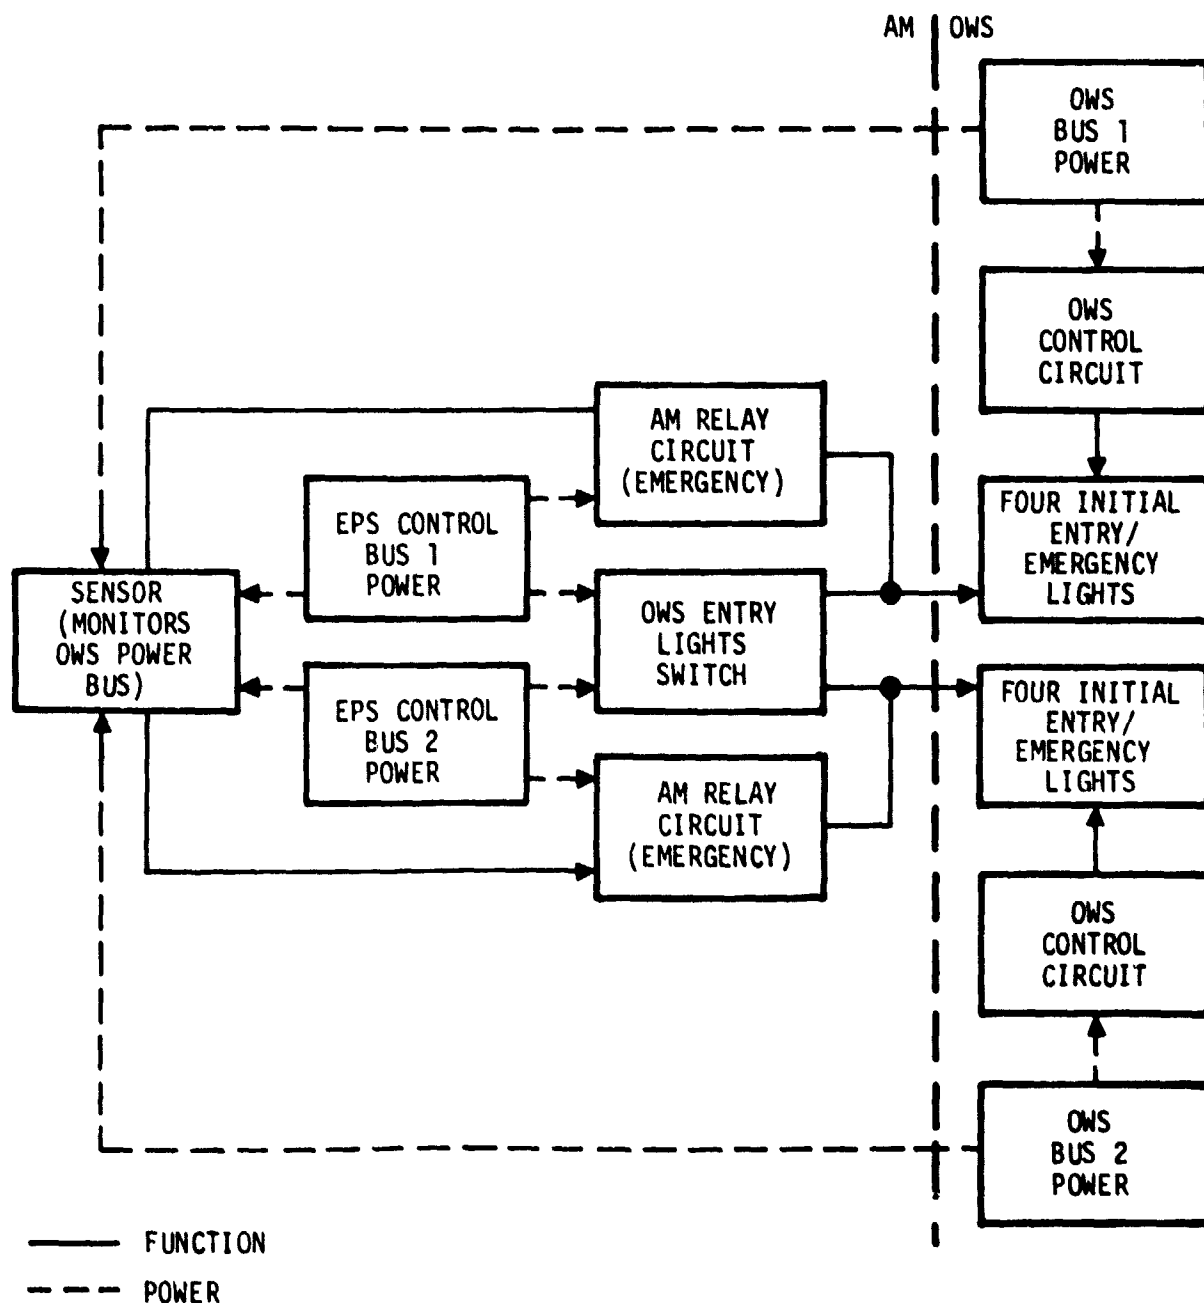 AM OWS
OWS
BUS 1
POWER
OWS
CONTROL
CIRCUIT
AM RELAY
CIRCUIT
(EMERGENCY)
FOUR INITIAL
ENTRY/
EMERGENCY
LIGHTS
EPS CONTROL
BUS 1
POWER
SENSOR
(MONITORS
OWS POWER
BUS)
OWS ENTRY
LIGHTS
SWITCH
EPS CONTROL
BUS 2
POWER
FOUR INITIAL
ENTRY/
EMERGENCY
LIGHTS
AM RELAY
CIRCUIT
(EMERGENCY)
OWS
CONTROL
CIRCUIT
OWS
BUS 2
POWER
FUNCTION
POWER